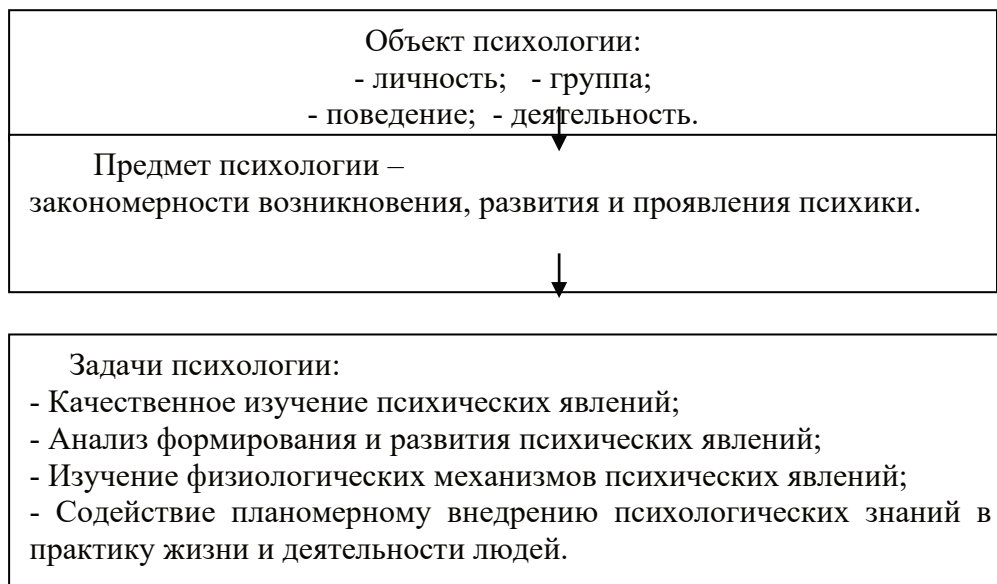 Объект психологии:
- личность; - группа;
- поведение; - деятельность.
Предмет психологии –
закономерности возникновения, развития и проявления психики.
Задачи психологии:
- Качественное изучение психических явлений;
- Анализ формирования и развития психических явлений;
- Изучение физиологических механизмов психических явлений;
- Содействие планомерному внедрению психологических знаний в
практику жизни и деятельности людей.